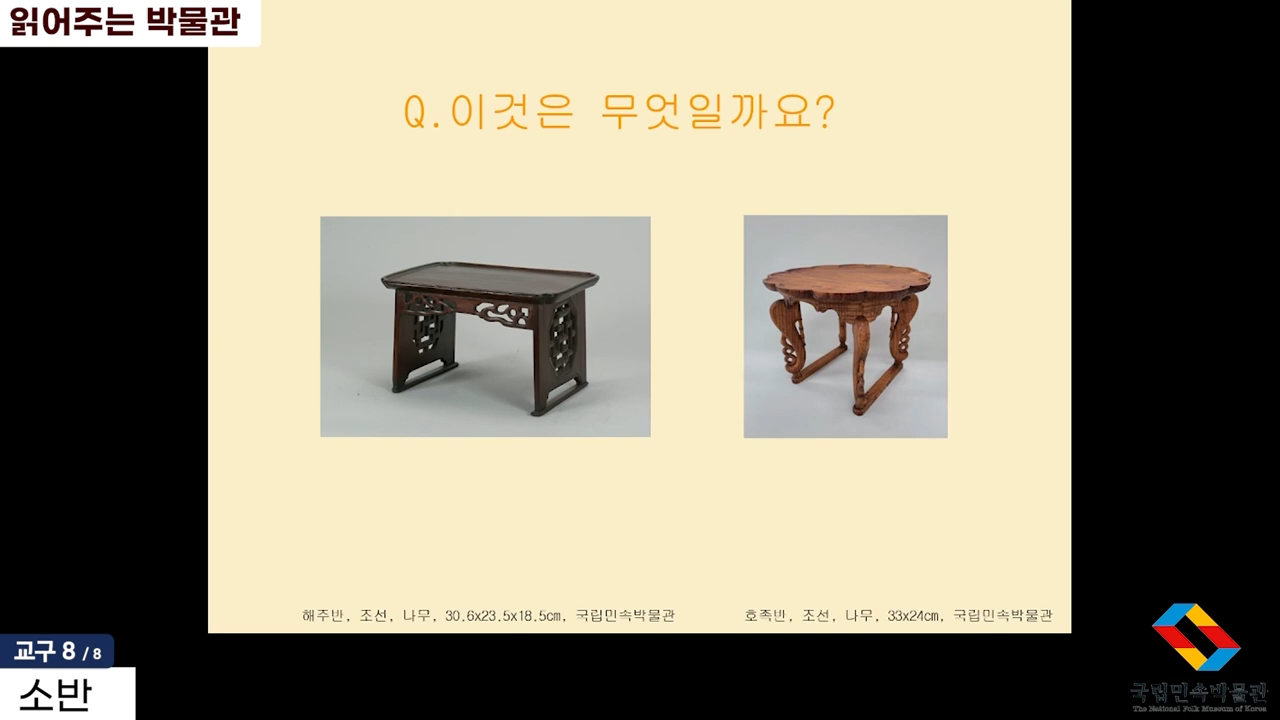 읽어주는 박물관
Q.이것은 무엇일까요?
해주반, 조선, 나무, 30.6x23.5x18.5cm, 국립민속박물관
호족반, 조선, 나무, 33x24cm, 국립민속박물관
교구 8 / 8
소반
국립민속박물관
The National Folk Museum of Korea